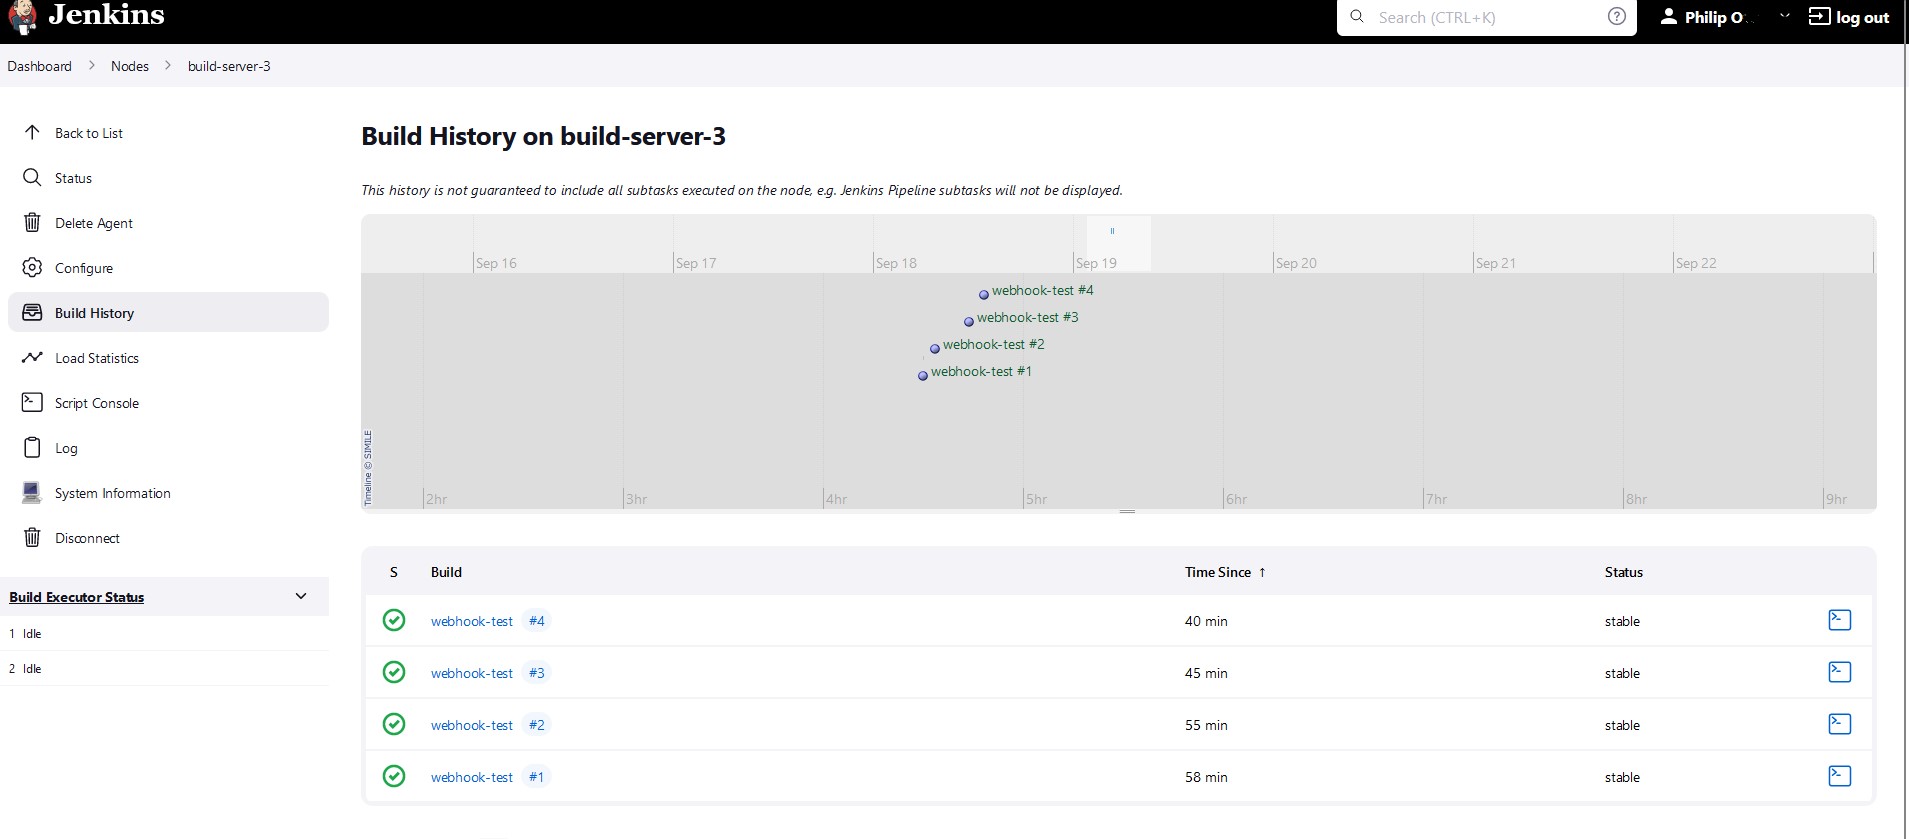 Jenkins
Search (CTRL+K)
Philip O
log out
Dashboard
Nodes
build-server-3
Back to List
Status
Delete Agent
Configure
Build History
Load Statistics
Script Console
Log
System Information
Disconnect
Build Executor Status
1 Idle
2 Idle
Build History on build-server-3
This history is not guaranteed to include all subtasks executed on the node, e.g. Jenkins Pipeline subtasks will not be displayed.
Sep 16 Sep 17 Sep 18 Sep 19 Sep 20 Sep 21 Sep 22
webhook-test #4
webhook-test #3
webhook-test #2
webhook-test #1
Timeline © SIMILE
2hr 3hr 4hr 5hr 6hr 7hr 8hr 9hr
S Build Time Since ↑ Status
webhook-test #4 40 min stable
webhook-test #3 45 min stable
webhook-test #2 55 min stable
webhook-test #1 58 min stable